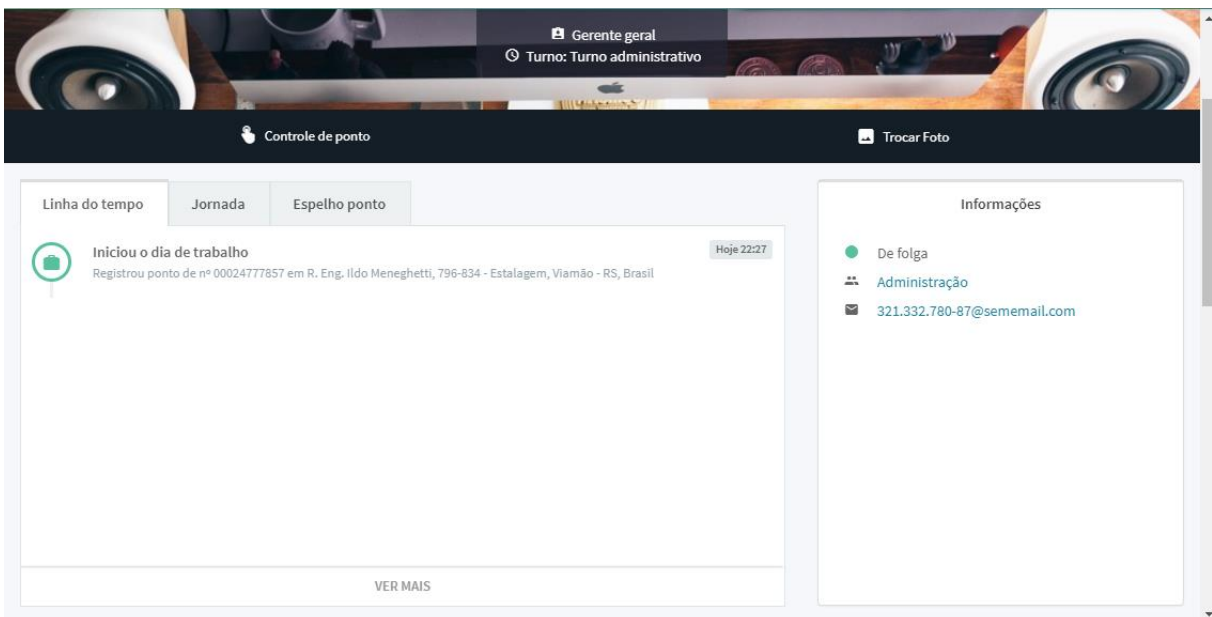 Gerente geral
Turno: Turno administrativo
Controle de ponto
Trocar Foto
Linha do tempo
Jornada
Espelho ponto
Iniciou o dia de trabalho
Hoje 22:27
Registrou ponto de nº 00024777857 em R. Eng. Ildo Meneghetti, 796-834 - Estalagem, Viamão - RS, Brasil
VER MAIS
Informações
De folga
Administração
321.332.780-87@sememail.com